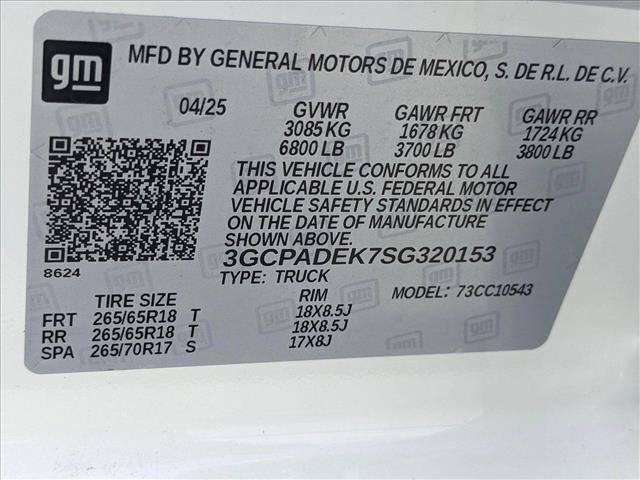 gm
MFD BY GENERAL MOTORS DE MEXICO, S. DE R.L. DE C.V.
04/25 GVWR GAWR FRT GAWR RR
3085 KG 1678 KG 1724 KG
6800 LB 3700 LB 3800 LB
THIS VEHICLE CONFORMS TO ALL
APPLICABLE U.S. FEDERAL MOTOR
VEHICLE SAFETY STANDARDS IN EFFECT
ON THE DATE OF MANUFACTURE
SHOWN ABOVE.
3GCPADEK7SG320153
8624
TYPE: TRUCK
MODEL: 73CC10543
TIRE SIZE RIM
FRT 265/65R18 T 18X8.5J
RR 265/65R18 T 18X8.5J
SPA 265/70R17 S 17X8J